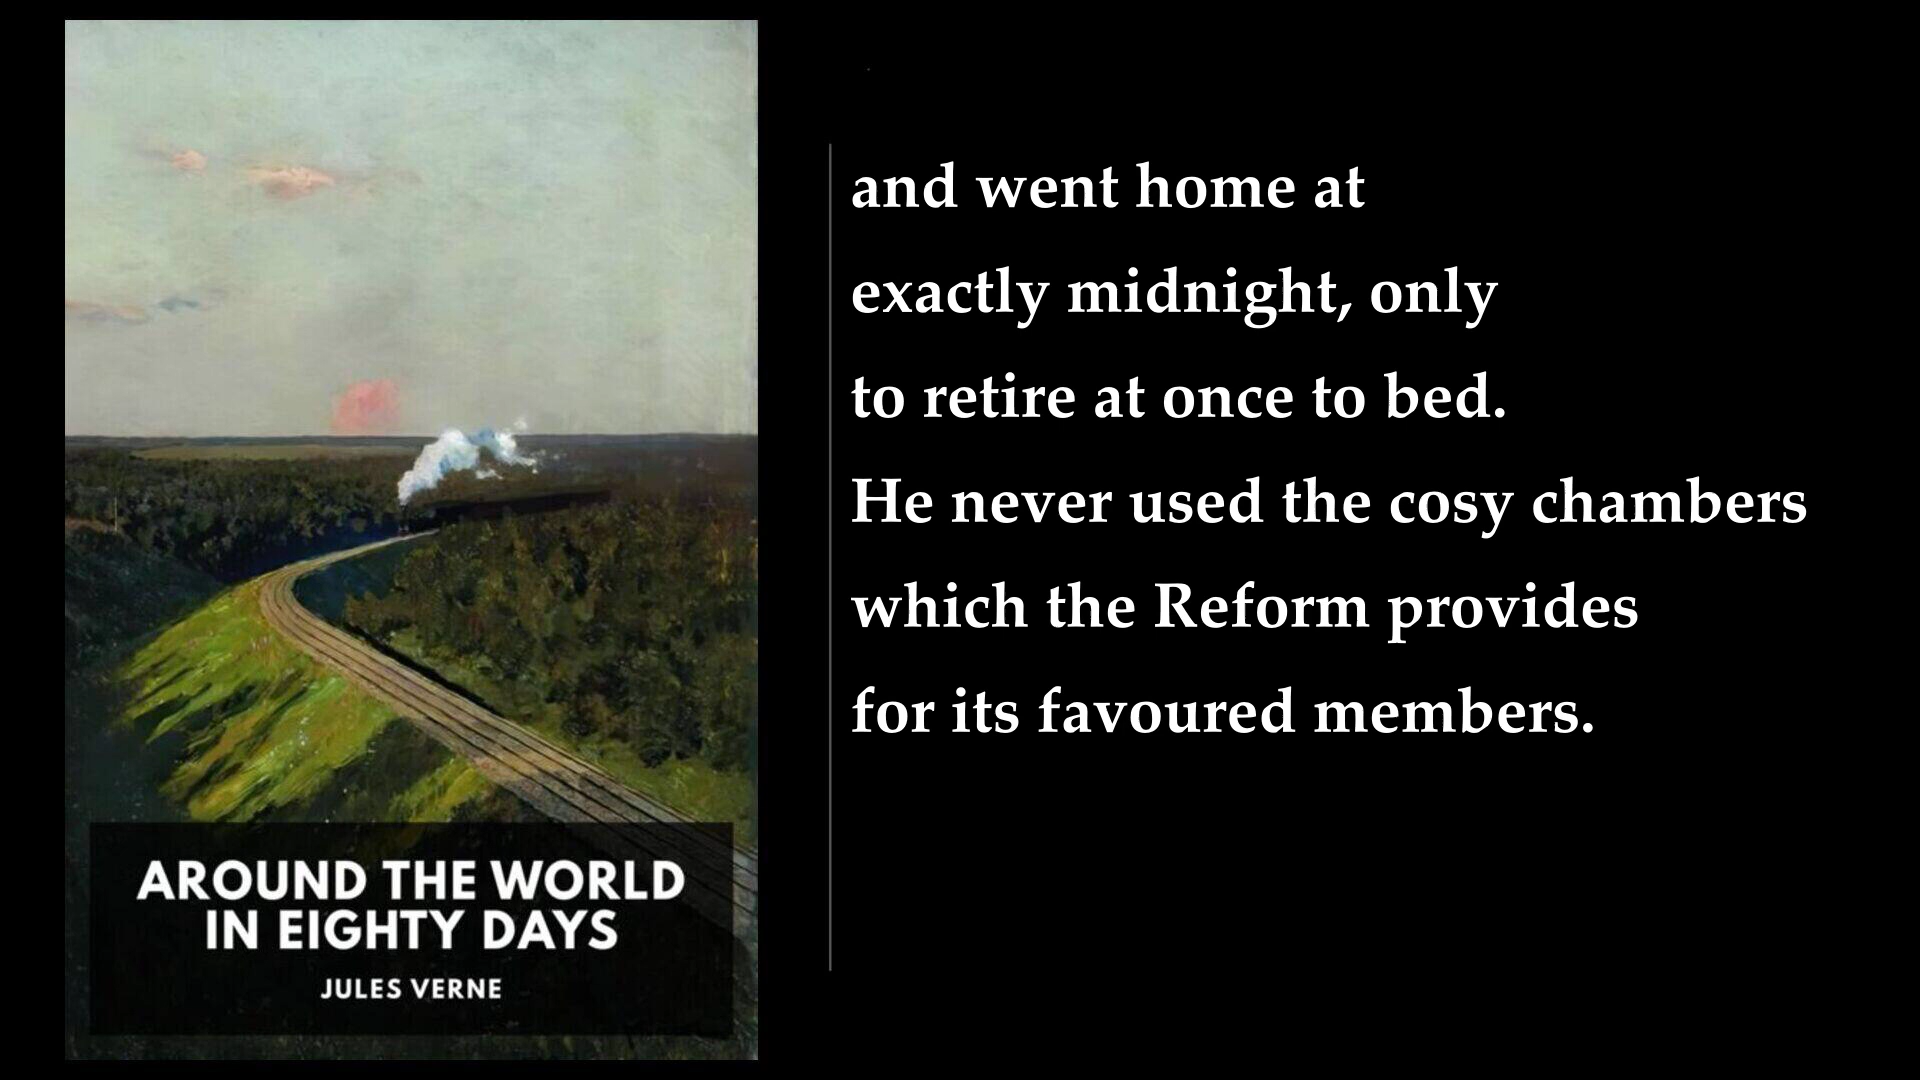 AROUND THE WORLD
IN EIGHTY DAYS
JULES VERNE
and went home at
exactly midnight, only
to retire at once to bed.
He never used the cosy chambers
which the Reform provides
for its favoured members.